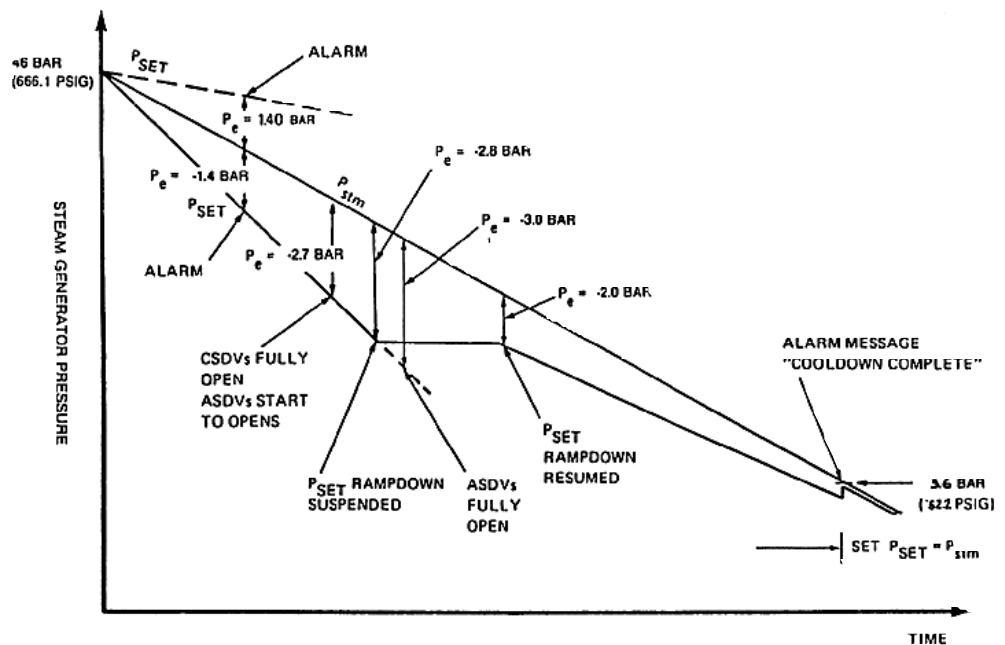 46 BAR
(666.1 PSIG)
PSET
ALARM
Pe = 1.40 BAR
Pe = -1.4 BAR
PSET
ALARM
Pstm
Pe = -2.8 BAR
Pe = -3.0 BAR
Pe = -2.7 BAR
Pe = -2.0 BAR
CSDVs FULLY
OPEN
ASDVs START
TO OPENS
PSET RAMPDOWN
SUSPENDED
ASDVs
FULLY
OPEN
PSET
RAMPDOWN
RESUMED
ALARM MESSAGE
"COOLDOWN COMPLETE"
BAR
PSIG)
SET PSET = Pstm
STEAM GENERATOR PRESSURE
TIME